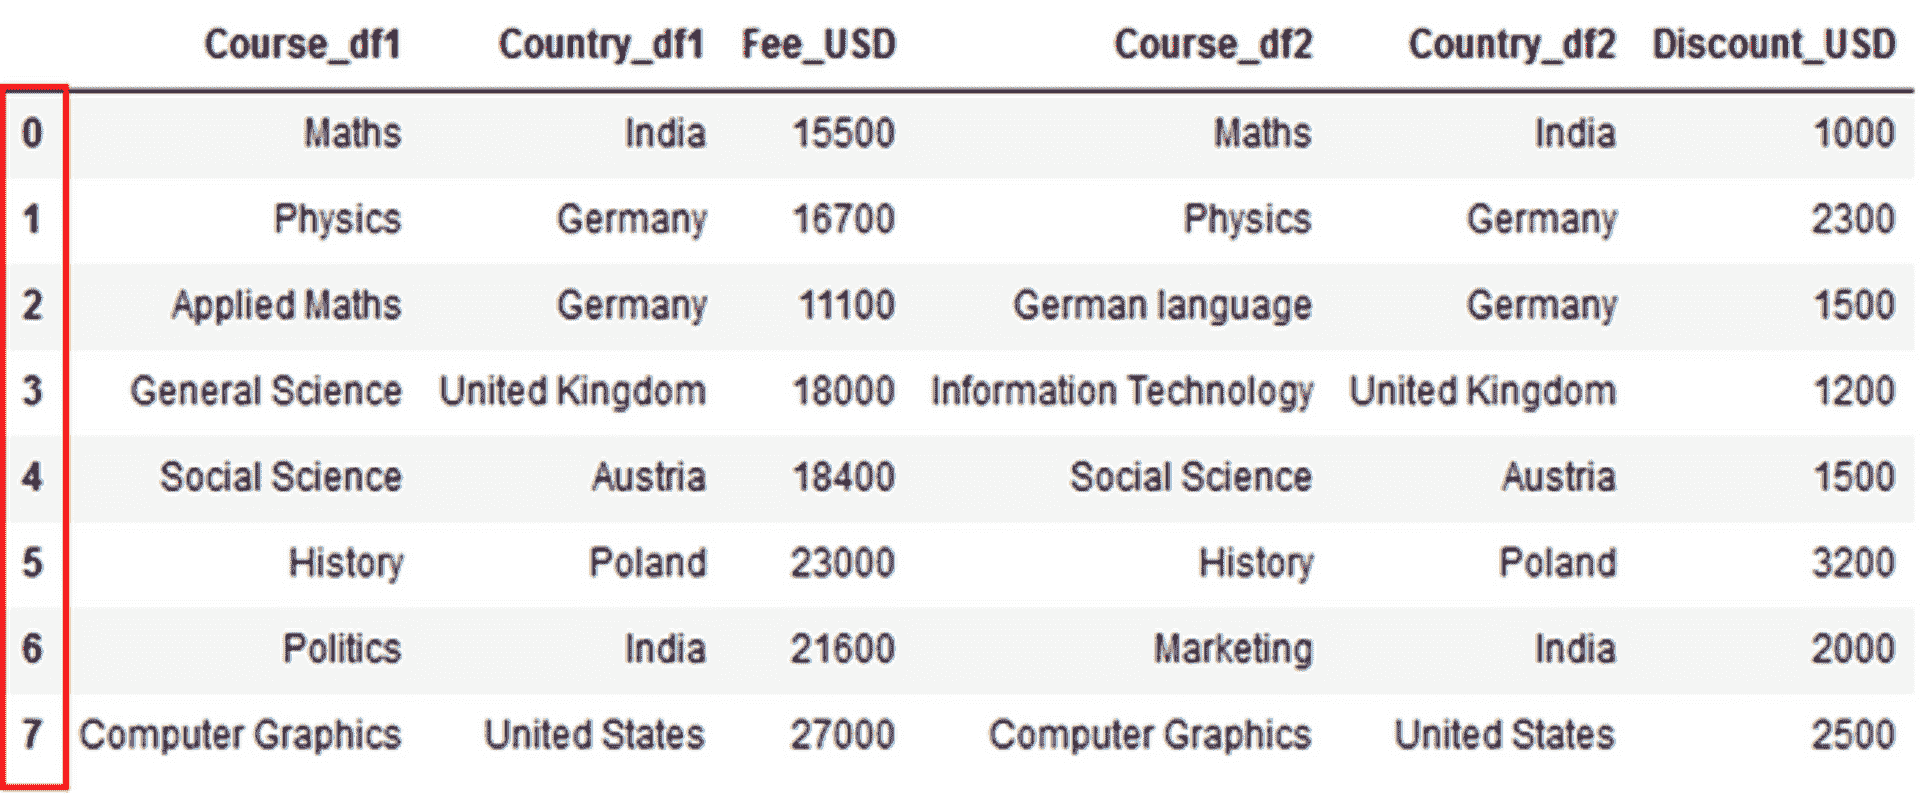 Course_df1 Country_df1 Fee_USD Course_df2 Country_df2 Discount_USD
0 Maths India 15500 Maths India 1000
1 Physics Germany 16700 Physics Germany 2300
2 Applied Maths Germany 11100 German language Germany 1500
3 General Science United Kingdom 18000 Information Technology United Kingdom 1200
4 Social Science Austria 18400 Social Science Austria 1500
5 History Poland 23000 History Poland 3200
6 Politics India 21600 Marketing India 2000
7 Computer Graphics United States 27000 Computer Graphics United States 2500